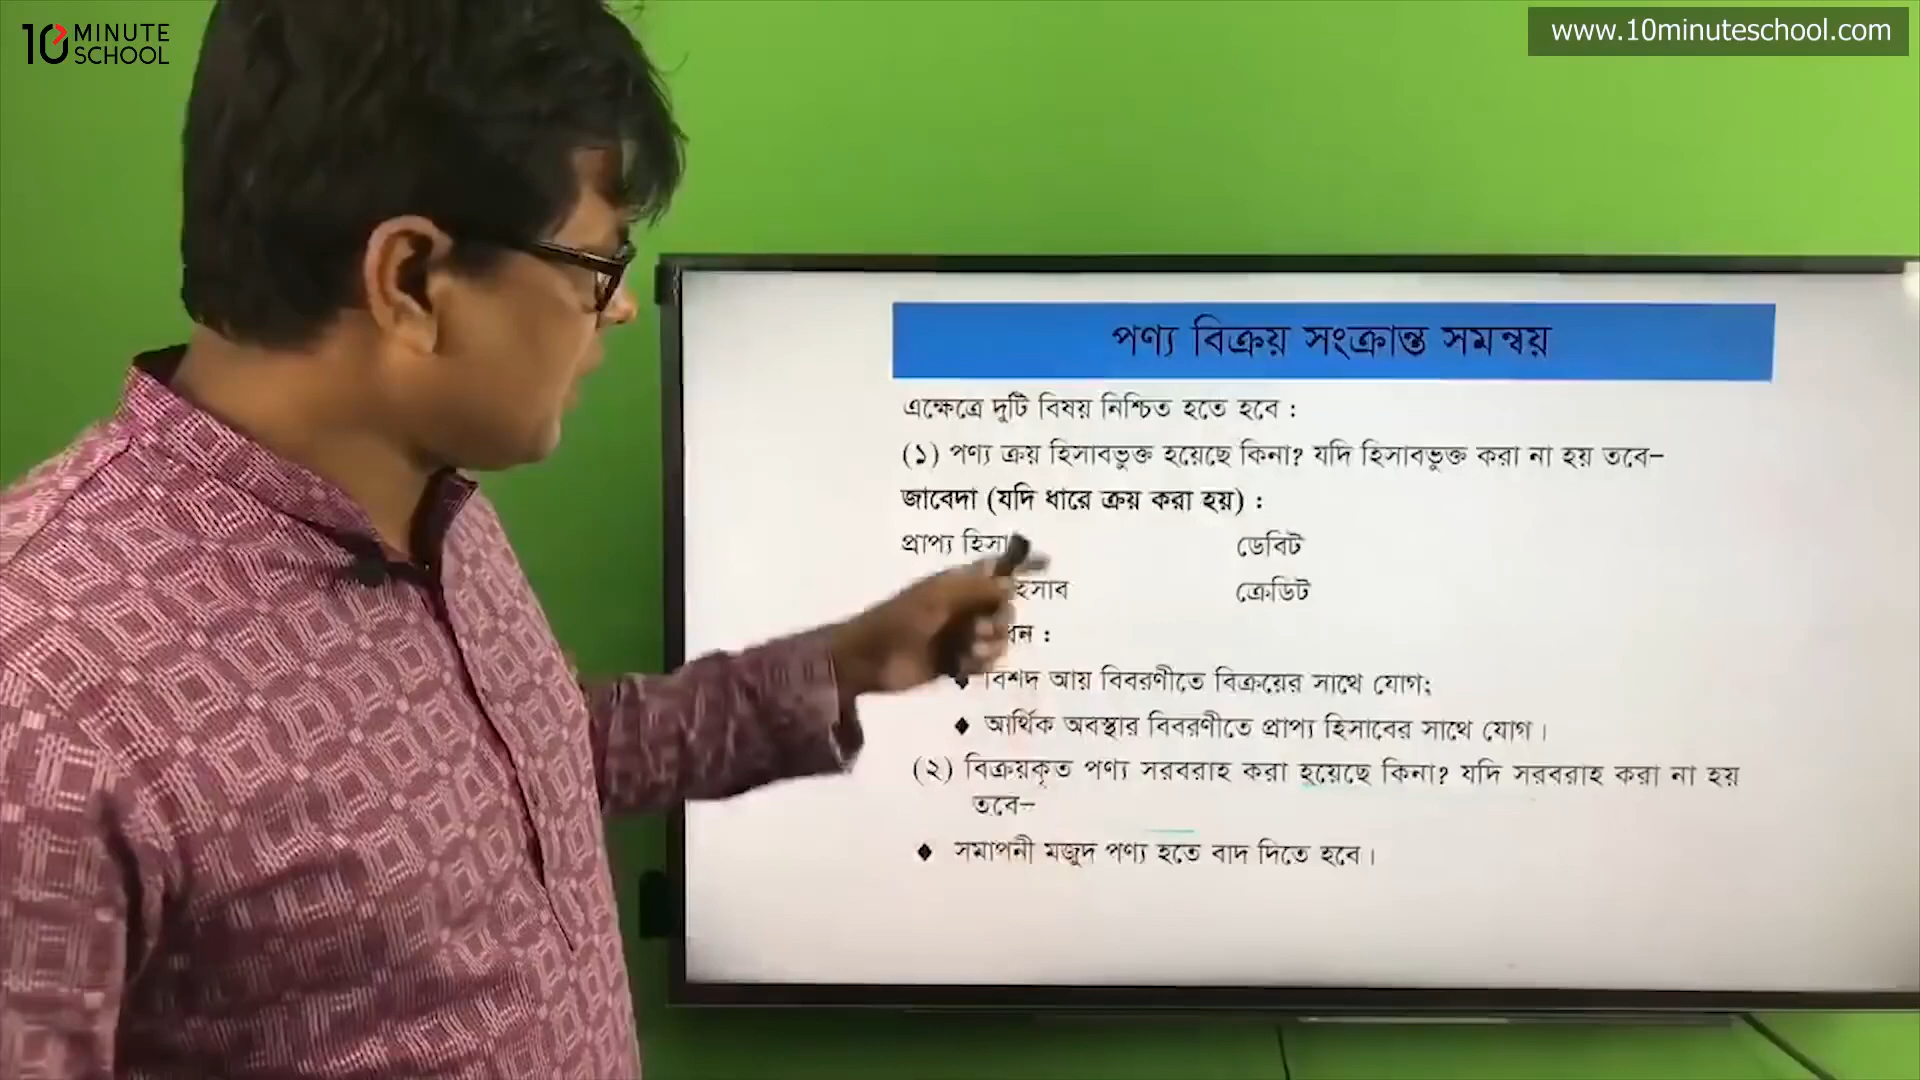 10 MINUTE SCHOOL
www.10minuteschool.com
পণ্য বিক্রয় সংক্রান্ত সমন্বয়
এক্ষেত্রে দুটি বিষয় নিশ্চিত হতে হবে :
(১) পণ্য ক্রয় হিসাবভুক্ত হয়েছে কিনা? যদি হিসাবভুক্ত করা না হয় তবে–
জাবেদা (যদি ধারে ক্রয় করা হয়) :
প্রাপ্য ডেবিট
হিসাব ক্রেডিট
বিশদ আয় বিবরণীতে বিক্রয়ের সাথে যোগ;
♦ আর্থিক অবস্থার বিবরণীতে প্রাপ্য হিসাবের সাথে যোগ।
(২) বিক্রয়কৃত পণ্য সরবরাহ করা হয়েছে কিনা? যদি সরবরাহ করা না হয়
তবে–
♦ সমাপনী মজুদ পণ্য হতে বাদ দিতে হবে।